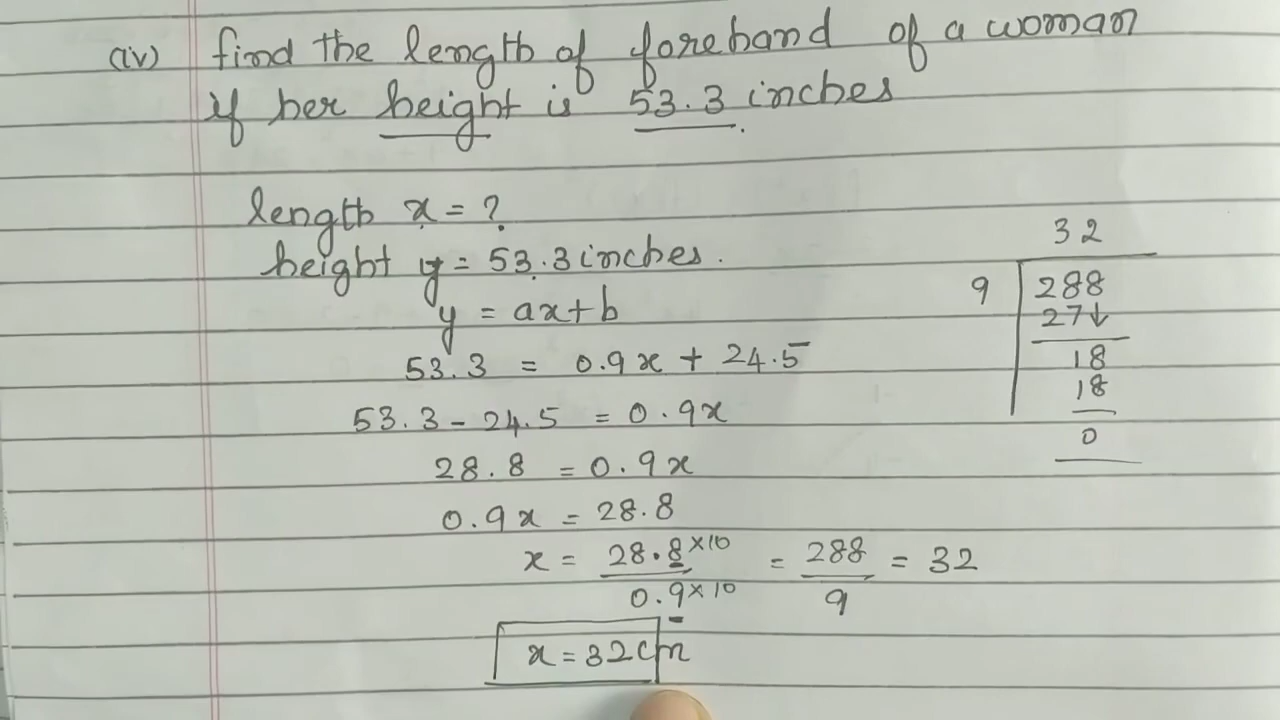 (iv) find the length of forehand of a woman
if her height is 53.3 inches
length x = ?
height y = 53.3 inches.
y = ax+b
53.3 = 0.9x + 24.5
53.3 - 24.5 = 0.9x
28.8 = 0.9x
0.9x = 28.8
x = 28.8×10 / 0.9×10 = 288 / 9 = 32
x = 32cm
32
9 288
27↓
18
18
0